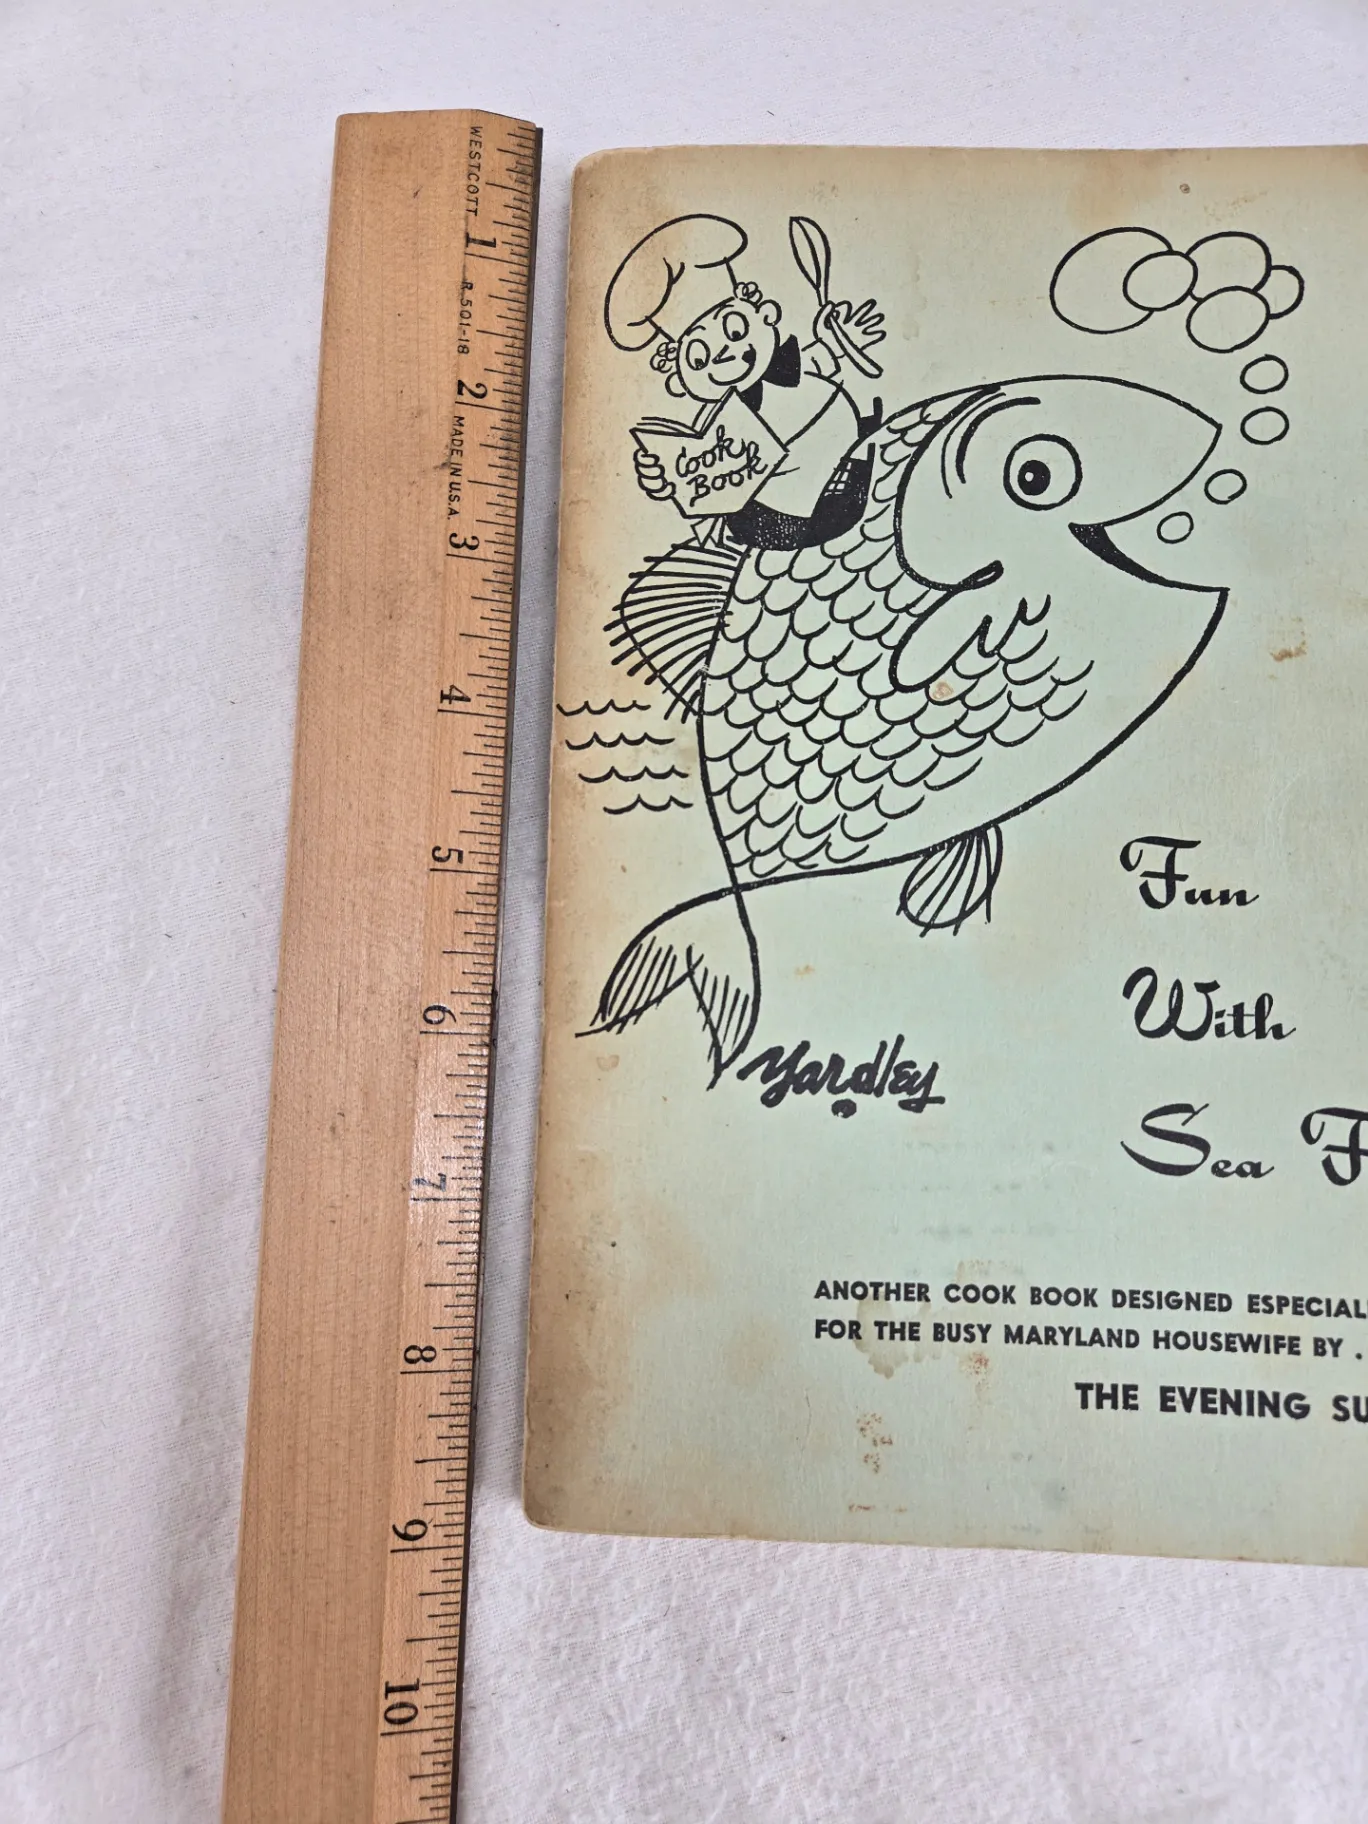 WESTCOTT
R. 501-18
MADE IN U.S.A.
1
2
3
4
5
6
7
8
9
10
Cook
Book
Yardley
Fun
With
Sea F
ANOTHER COOK BOOK DESIGNED ESPECIAL
FOR THE BUSY MARYLAND HOUSEWIFE BY .
THE EVENING SU